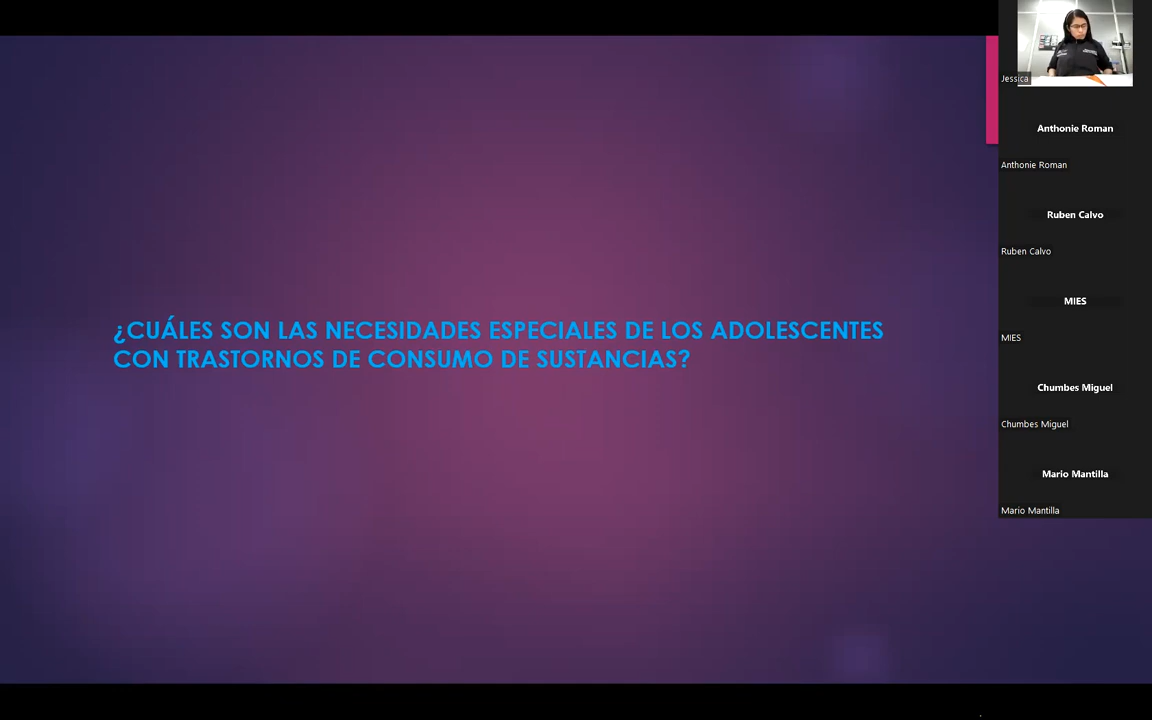 ¿CUÁLES SON LAS NECESIDADES ESPECIALES DE LOS ADOLESCENTES
CON TRASTORNOS DE CONSUMO DE SUSTANCIAS?
Jessica
Anthonie Roman
Anthonie Roman
Ruben Calvo
Ruben Calvo
MIES
MIES
Chumbes Miguel
Chumbes Miguel
Mario Mantilla
Mario Mantilla